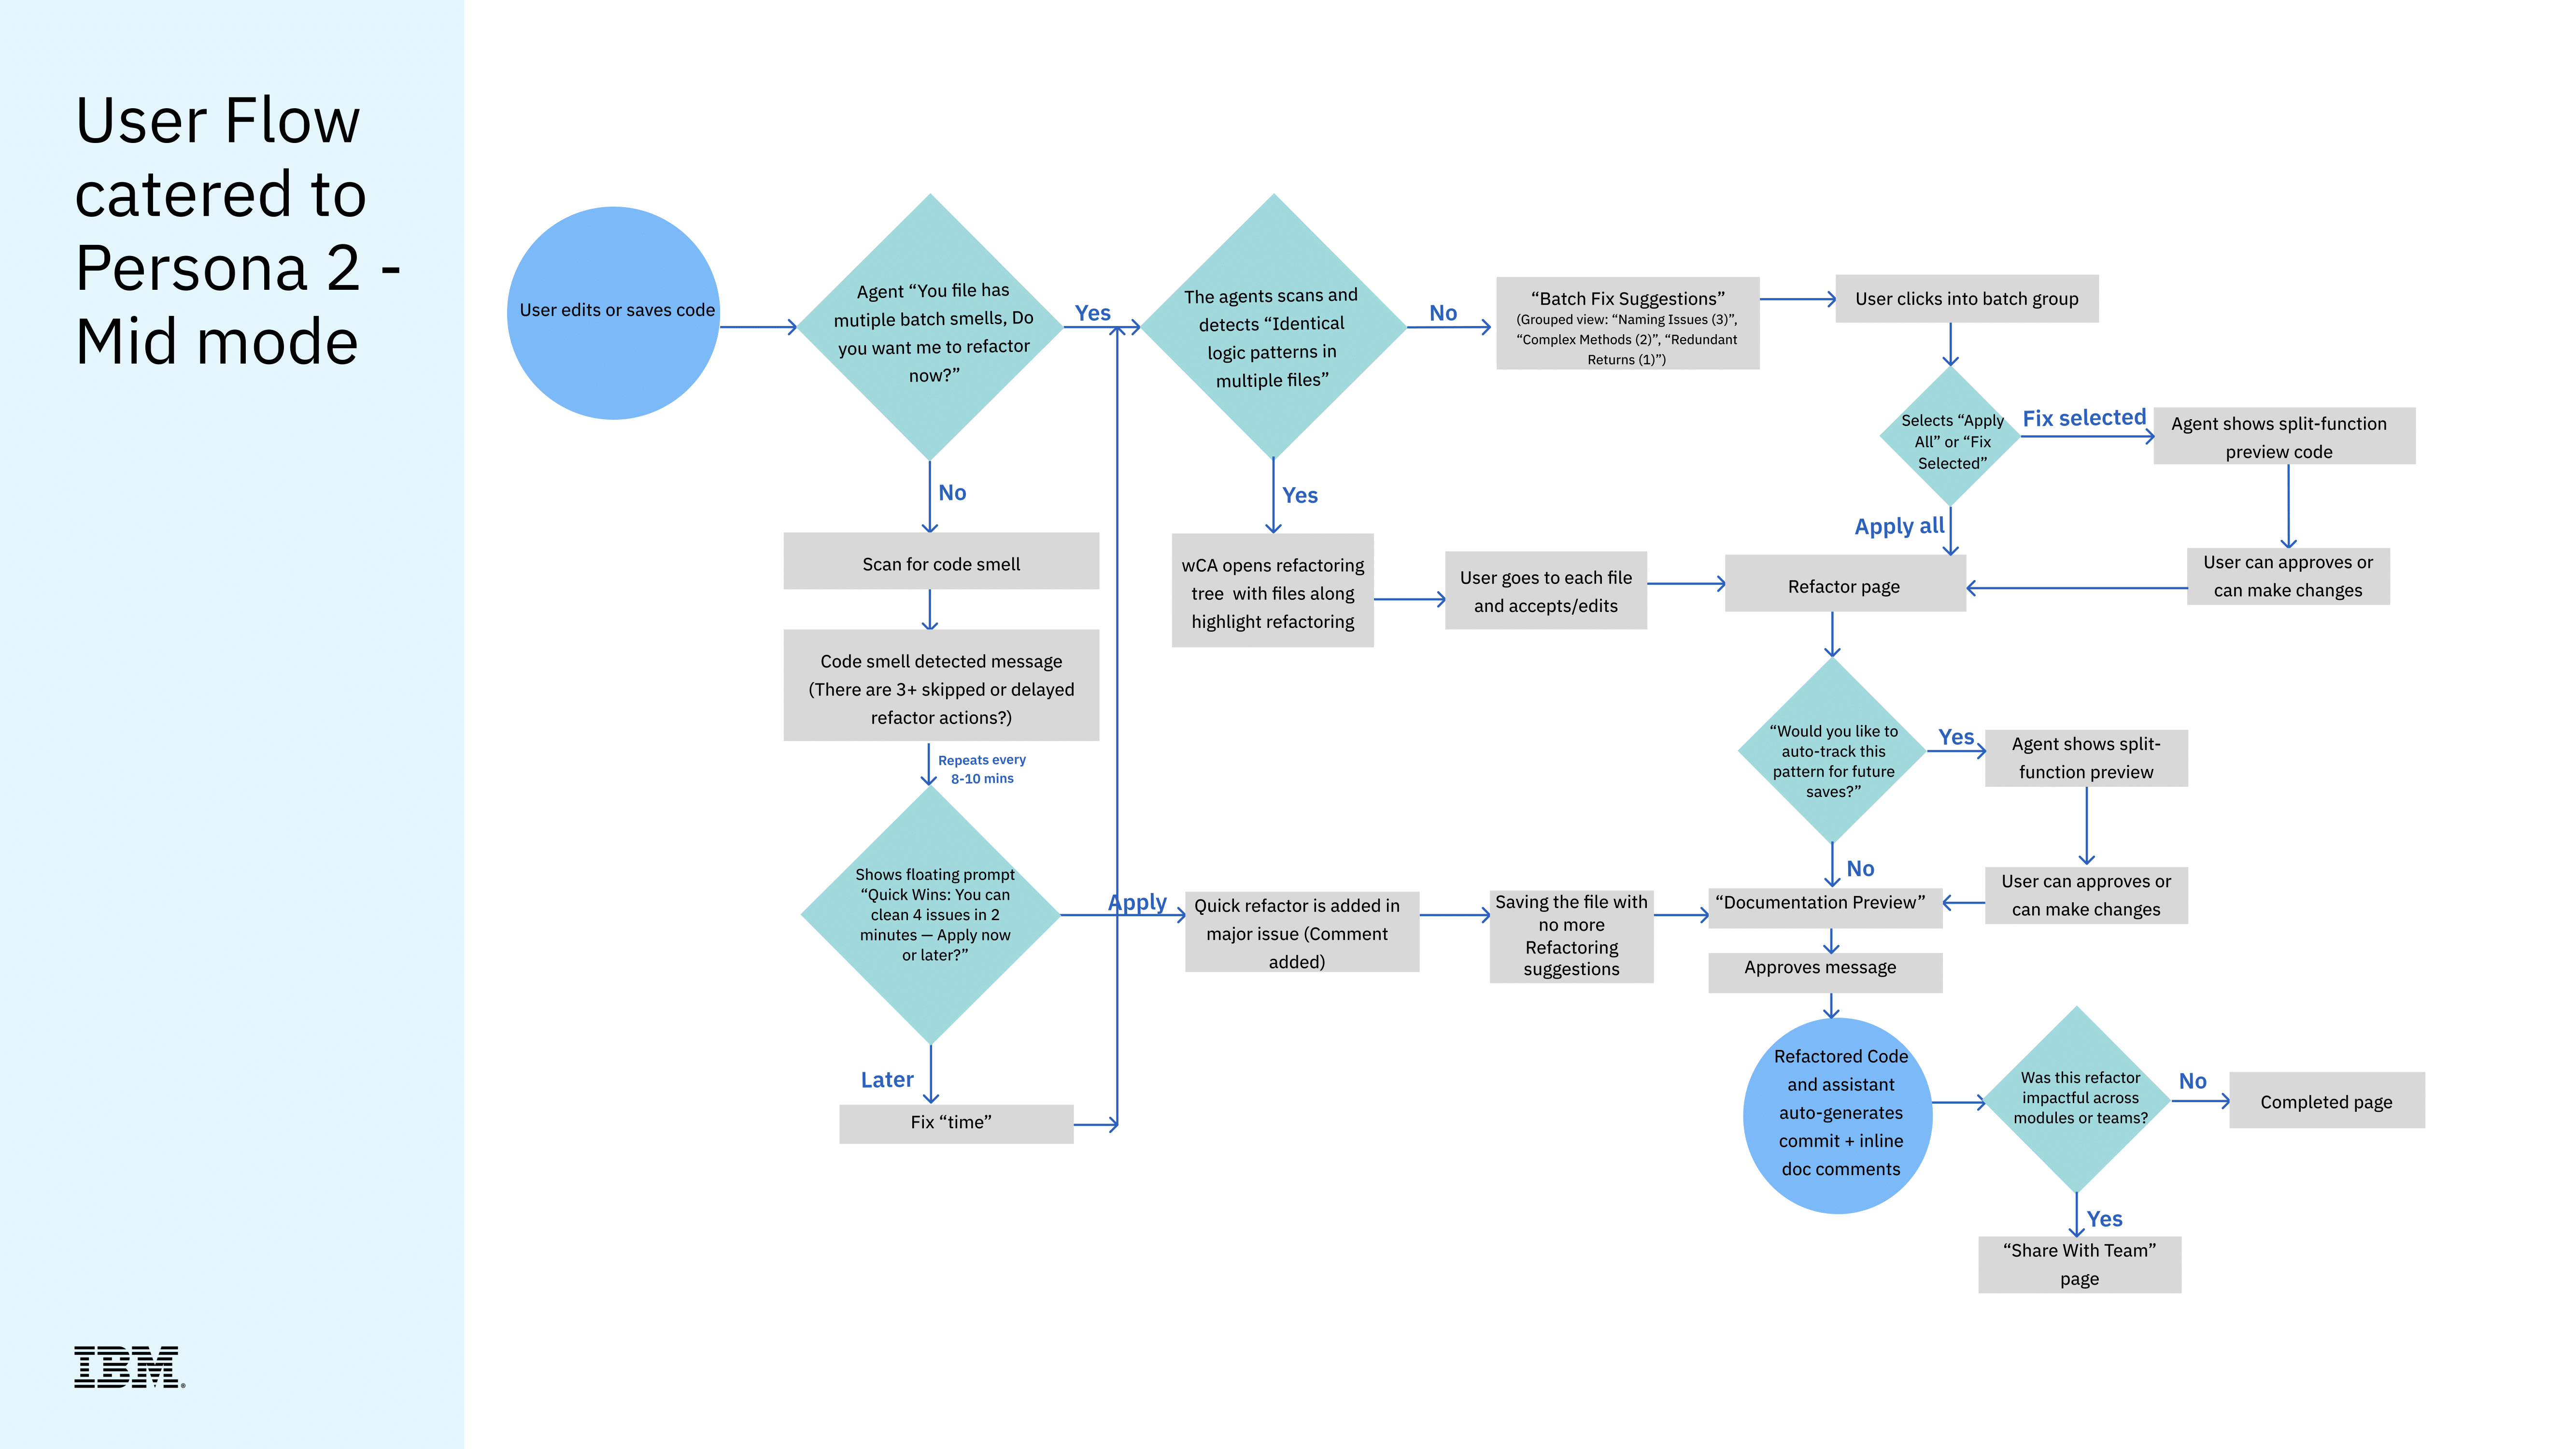 User Flow
catered to
Persona 2 -
Mid mode
User edits or saves code
Agent “You file has
mutiple batch smells, Do
you want me to refactor
now?”
Yes
The agents scans and
detects “Identical
logic patterns in
multiple files”
No
“Batch Fix Suggestions”
(Grouped view: “Naming Issues (3)”,
“Complex Methods (2)”, “Redundant
Returns (1)”)
User clicks into batch group
Selects “Apply
All” or “Fix
Selected”
Fix selected
Agent shows split-function
preview code
No
Yes
Apply all
Scan for code smell
wCA opens refactoring
tree with files along
highlight refactoring
User goes to each file
and accepts/edits
Refactor page
User can approves or
can make changes
Code smell detected message
(There are 3+ skipped or delayed
refactor actions?)
Repeats every
8-10 mins
“Would you like to
auto-track this
pattern for future
saves?”
Yes
Agent shows split-
function preview
No
Shows floating prompt
“Quick Wins: You can
clean 4 issues in 2
minutes — Apply now
or later?”
Apply
Quick refactor is added in
major issue (Comment
added)
Saving the file with
no more
Refactoring
suggestions
“Documentation Preview”
User can approves or
can make changes
Approves message
Later
Fix “time”
Refactored Code
and assistant
auto-generates
commit + inline
doc comments
Was this refactor
impactful across
modules or teams?
No
Completed page
Yes
“Share With Team”
page
IBM®